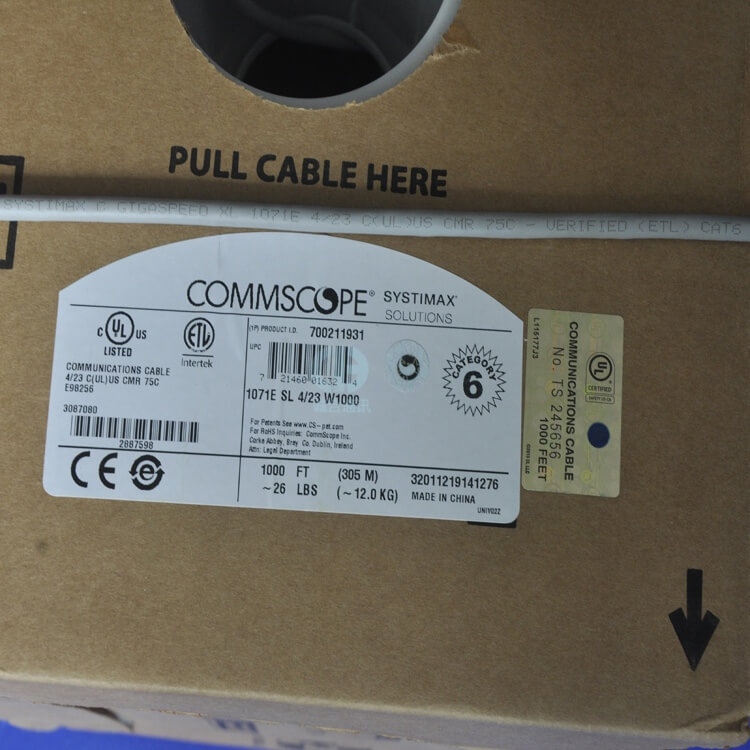 PULL CABLE HERE
SYSTIMAX G GIGASPEED XL 1071E 4/23 C(UL)US CMR 75C - VERIFIED (ETL) CAT6
COMMSCOPE® SYSTIMAX®
SOLUTIONS
C UL US
LISTED
ETL
Intertek
COMMUNICATIONS CABLE
4/23 C(UL)US CMR 75C
E98256
3087080
2887598
CE
(1P) PRODUCT I.D. 700211931
UPC
7 21460 01632 4
1071E SL 4/23 W1000
For Patents See www.CS-pat.com
For RoHS Inquiries: CommScope Inc.
Corke Abbey, Bray Co. Dublin, Ireland
Attn: Legal Department
CATEGORY
6
1000 FT (305 M) 32011219141276
~26 LBS (~12.0 KG) MADE IN CHINA
UNIV02Z
L115177J3
UL
CERTIFIED
COMMUNICATIONS CABLE
No. TS 245656
1000 FEET